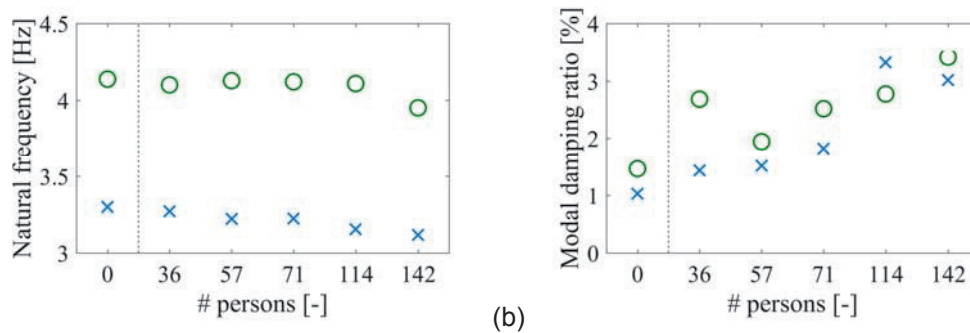 Natural frequency [Hz]
4.5
4
3.5
3
0 36 57 71 114 142
# persons [-]
(b)
Modal damping ratio [%]
4
3
2
1
0
0 36 57 71 114 142
# persons [-]